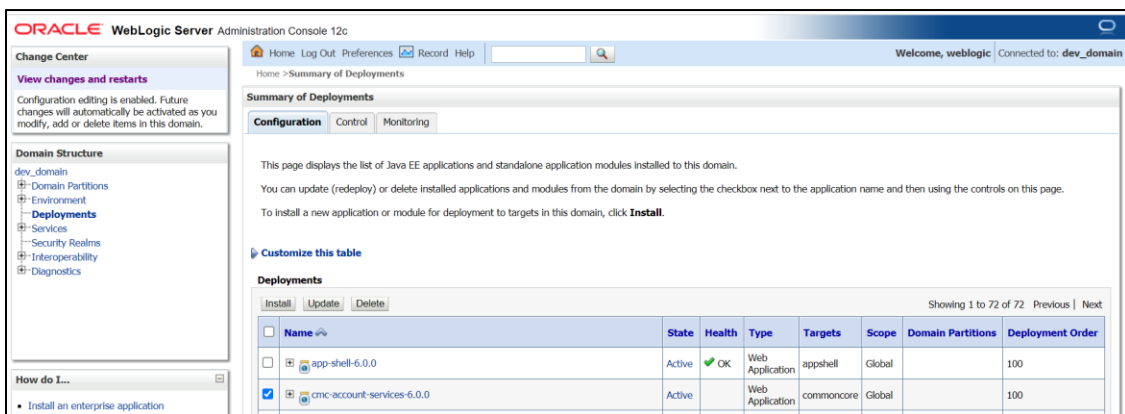 ORACLE WebLogic Server Administration Console 12c
Change Center
View changes and restarts
Configuration editing is enabled. Future
changes will automatically be activated as you
modify, add or delete items in this domain.
Domain Structure
dev_domain
Domain Partitions
Environment
Deployments
Services
Security Realms
Interoperability
Diagnostics
How do I...
Install an enterprise application
Home Log Out Preferences Record Help
Welcome, weblogic Connected to: dev_domain
Home >Summary of Deployments
Summary of Deployments
Configuration Control Monitoring
This page displays the list of Java EE applications and standalone application modules installed to this domain.
You can update (redeploy) or delete installed applications and modules from the domain by selecting the checkbox next to the application name and then using the controls on this page.
To install a new application or module for deployment to targets in this domain, click Install.
Customize this table
Deployments
Install Update Delete Showing 1 to 72 of 72 Previous | Next
Name State Health Type Targets Scope Domain Partitions Deployment Order
app-shell-6.0.0 Active OK Web Application appshell Global 100
cmc-account-services-6.0.0 Active Web Application commoncore Global 100